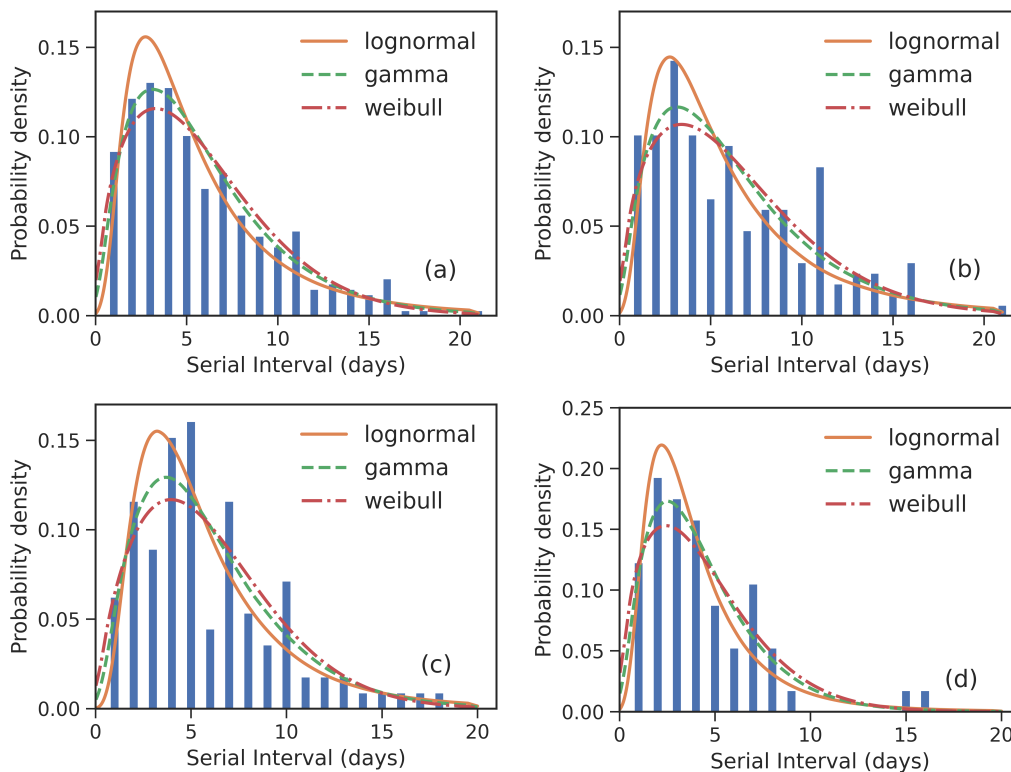 lognormal
gamma
weibull
(a)
Probability density
0.15
0.10
0.05
0.00
0 5 10 15 20
Serial Interval (days)
lognormal
gamma
weibull
(b)
Probability density
0.15
0.10
0.05
0.00
0 5 10 15 20
Serial Interval (days)
lognormal
gamma
weibull
(c)
Probability density
0.15
0.10
0.05
0.00
0 5 10 15 20
Serial Interval (days)
lognormal
gamma
weibull
(d)
Probability density
0.25
0.20
0.15
0.10
0.05
0.00
0 5 10 15 20
Serial Interval (days)